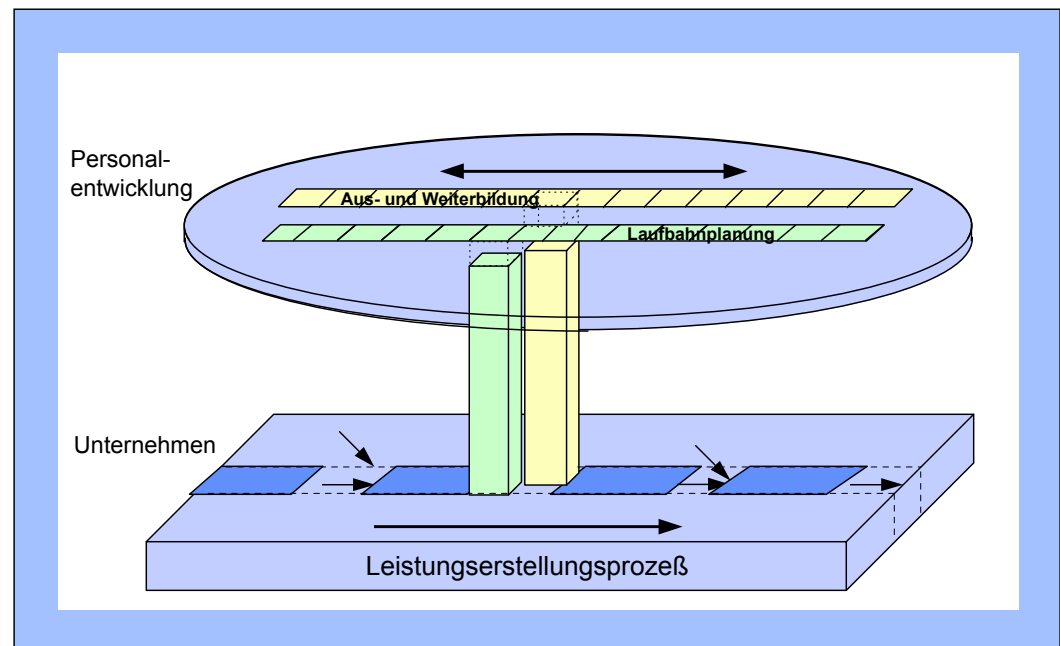 Personal-
entwicklung
Aus- und Weiterbildung
Laufbahnplanung
Unternehmen
Leistungserstellungsprozeß